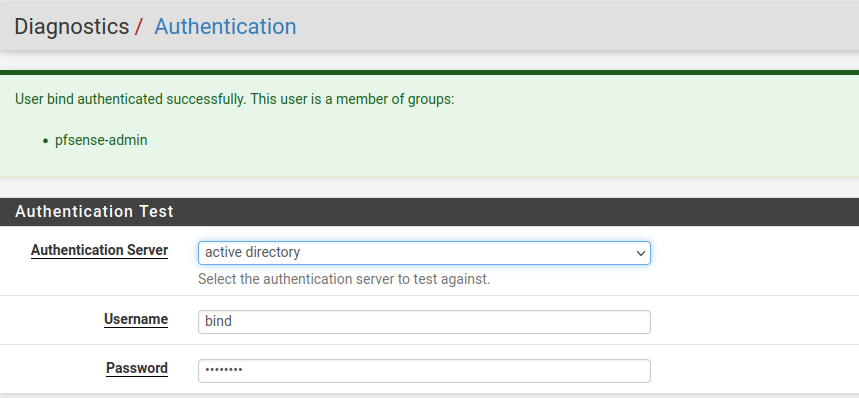 Diagnostics / Authentication
User bind authenticated successfully. This user is a member of groups:
• pfsense-admin
Authentication Test
Authentication Server
active directory
Select the authentication server to test against.
Username
bind
Password
••••••••